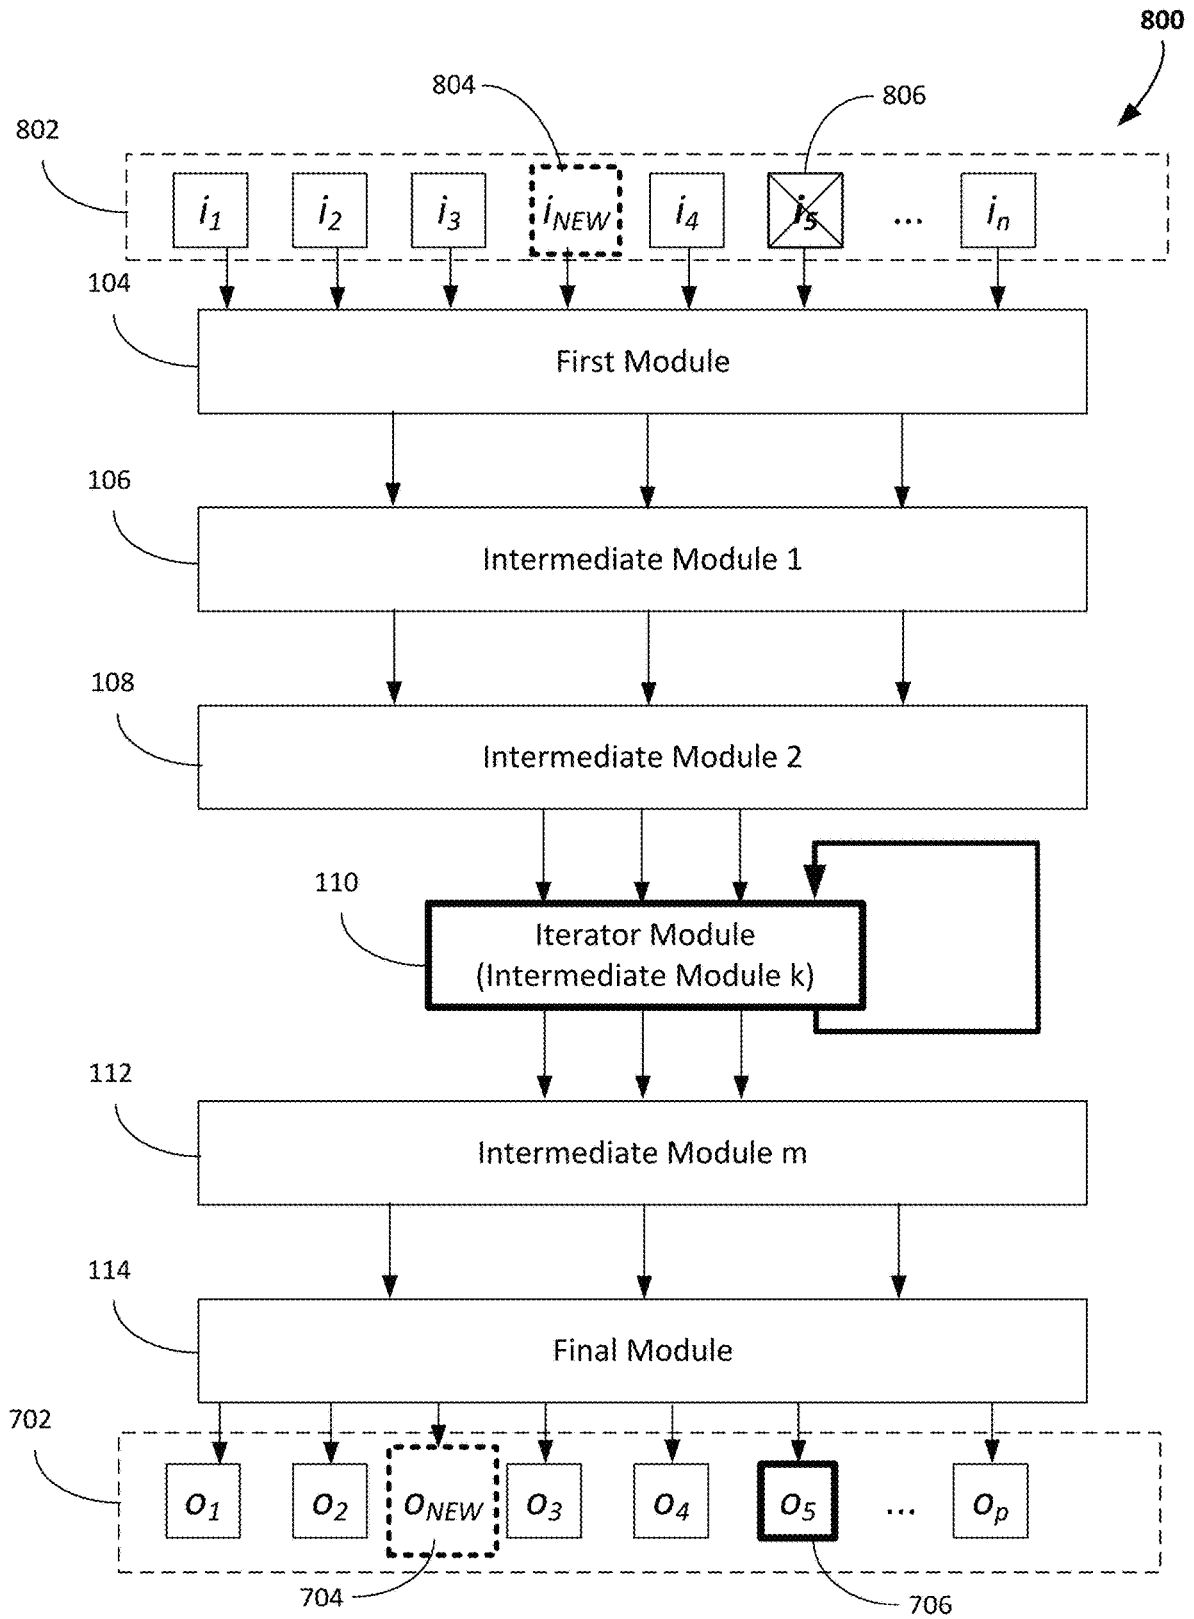 800
804
806
802
i1 i2 i3 iNEW i4 i5 ... in
104
First Module
106
Intermediate Module 1
108
Intermediate Module 2
110
Iterator Module
(Intermediate Module k)
112
Intermediate Module m
114
Final Module
702
o1 o2 oNEW o3 o4 o5 ... op
704
706